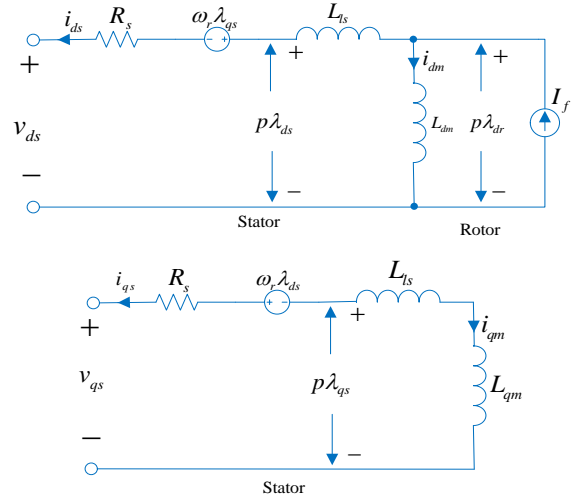 i_ds R_s ω_r λ_qs L_ls
+ − + + i_dm + I_f
v_ds pλ_ds L_dm pλ_dr
− − −
Stator Rotor
i_qs R_s ω_r λ_ds L_ls
+ + − + i_qm
v_qs pλ_qs L_qm
− −
Stator